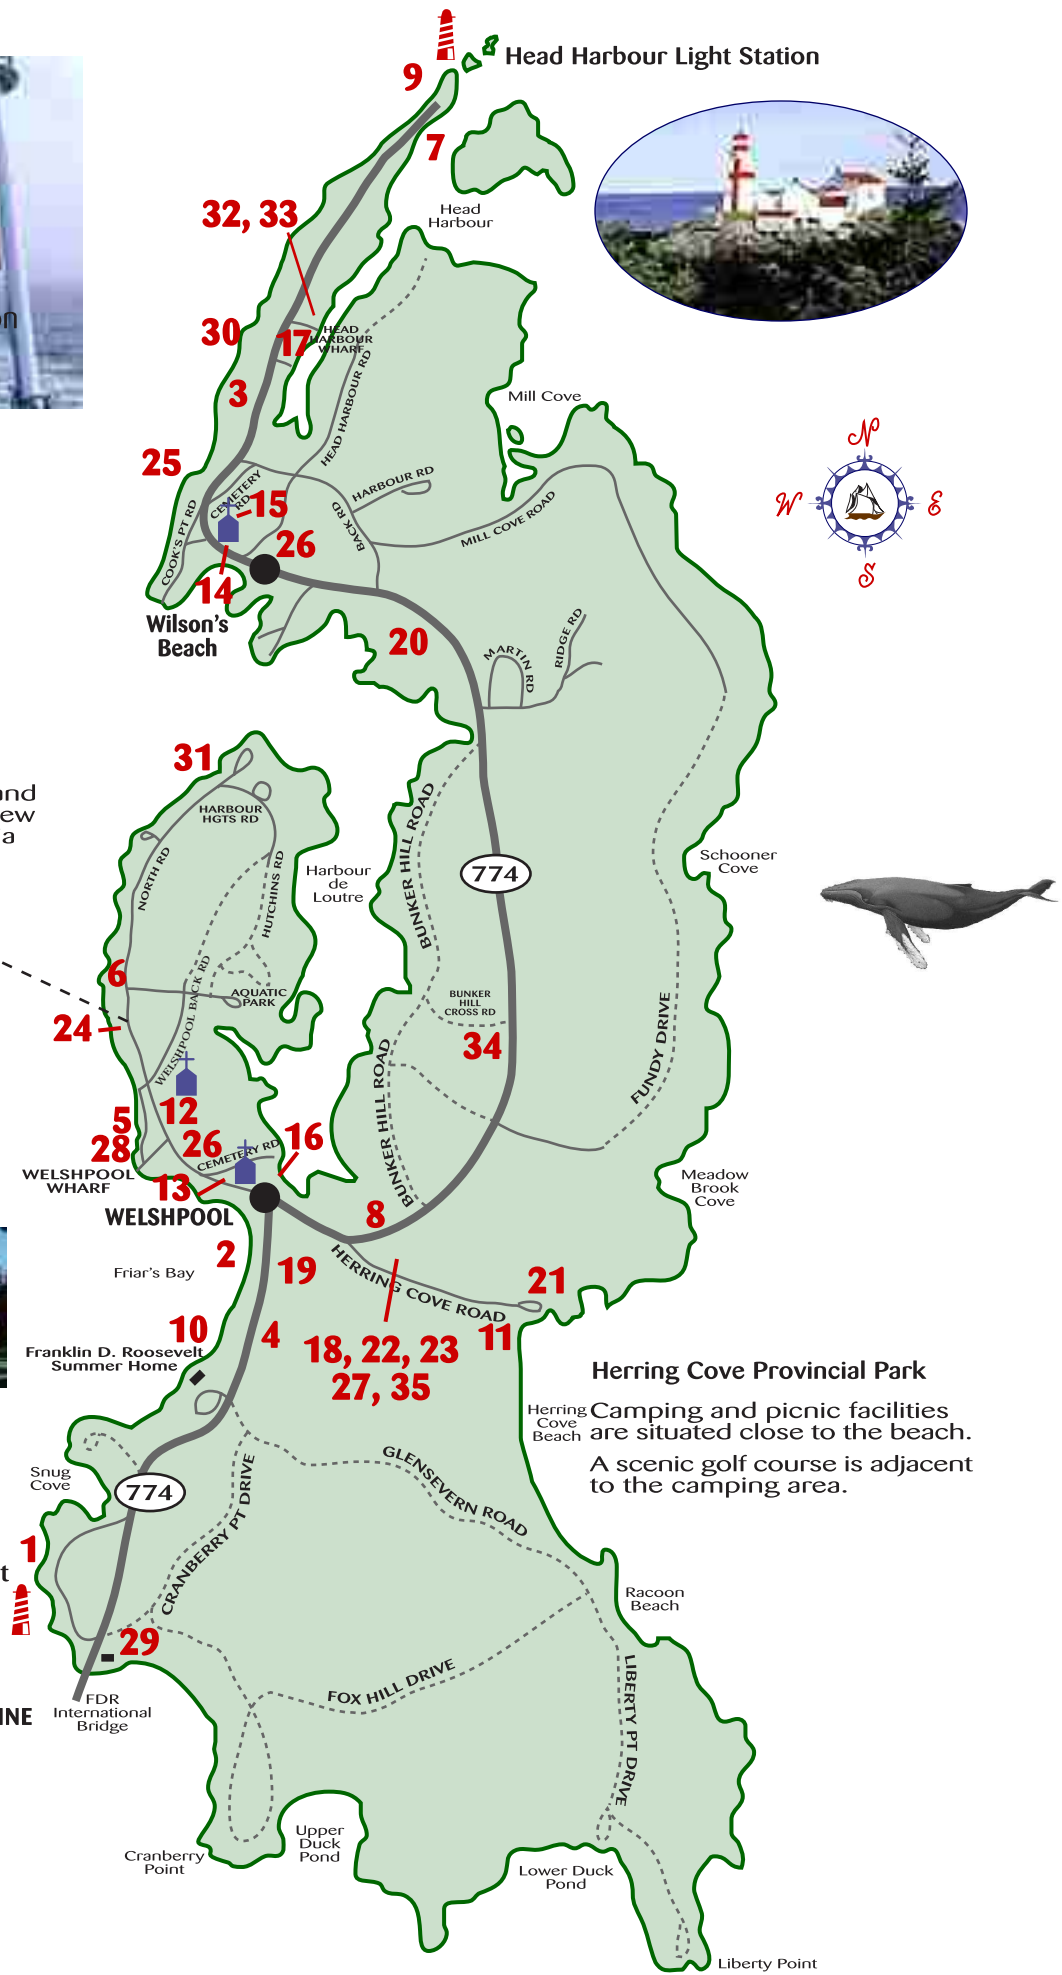 Head Harbour Light Station
9
7
Head
Harbour
32, 33
30
17
HEAD
HARBOUR
WHARF
3
HEAD HARBOUR RD
Mill Cove
25
N
W
E
S
CEMETERY
RD
15
HARBOUR RD
BACK RD
MILL COVE ROAD
COOK'S PT RD
26
14
Wilson's
Beach
20
MARTIN RD
RIDGE RD
31
HARBOUR
HGTS RD
and
ew
a
NORTH RD
HUTCHINS RD
Harbour
de
Loutre
BUNKER HILL ROAD
774
Schooner
Cove
6
WELSHPOOL BACK RD
AQUATIC
PARK
BUNKER
HILL
CROSS RD
24
34
FUNDY DRIVE
BUNKER HILL ROAD
5
12
28
26
16
CEMETERY RD
WELSHPOOL
WHARF
13
WELSHPOOL
Meadow
Brook
Cove
8
2
19
Friar's Bay
HERRING COVE ROAD
21
10
4
11
18, 22, 23
27, 35
Franklin D. Roosevelt
Summer Home
Herring Cove Provincial Park
Herring
Cove
Beach
Camping and picnic facilities
are situated close to the beach.
A scenic golf course is adjacent
to the camping area.
Snug
Cove
774
CRANBERRY PT DRIVE
GLENSEVERN ROAD
1
t
Racoon
Beach
29
FOX HILL DRIVE
LIBERTY PT DRIVE
FDR
International
Bridge
INE
Upper
Duck
Pond
Cranberry
Point
Lower Duck
Pond
Liberty Point
on